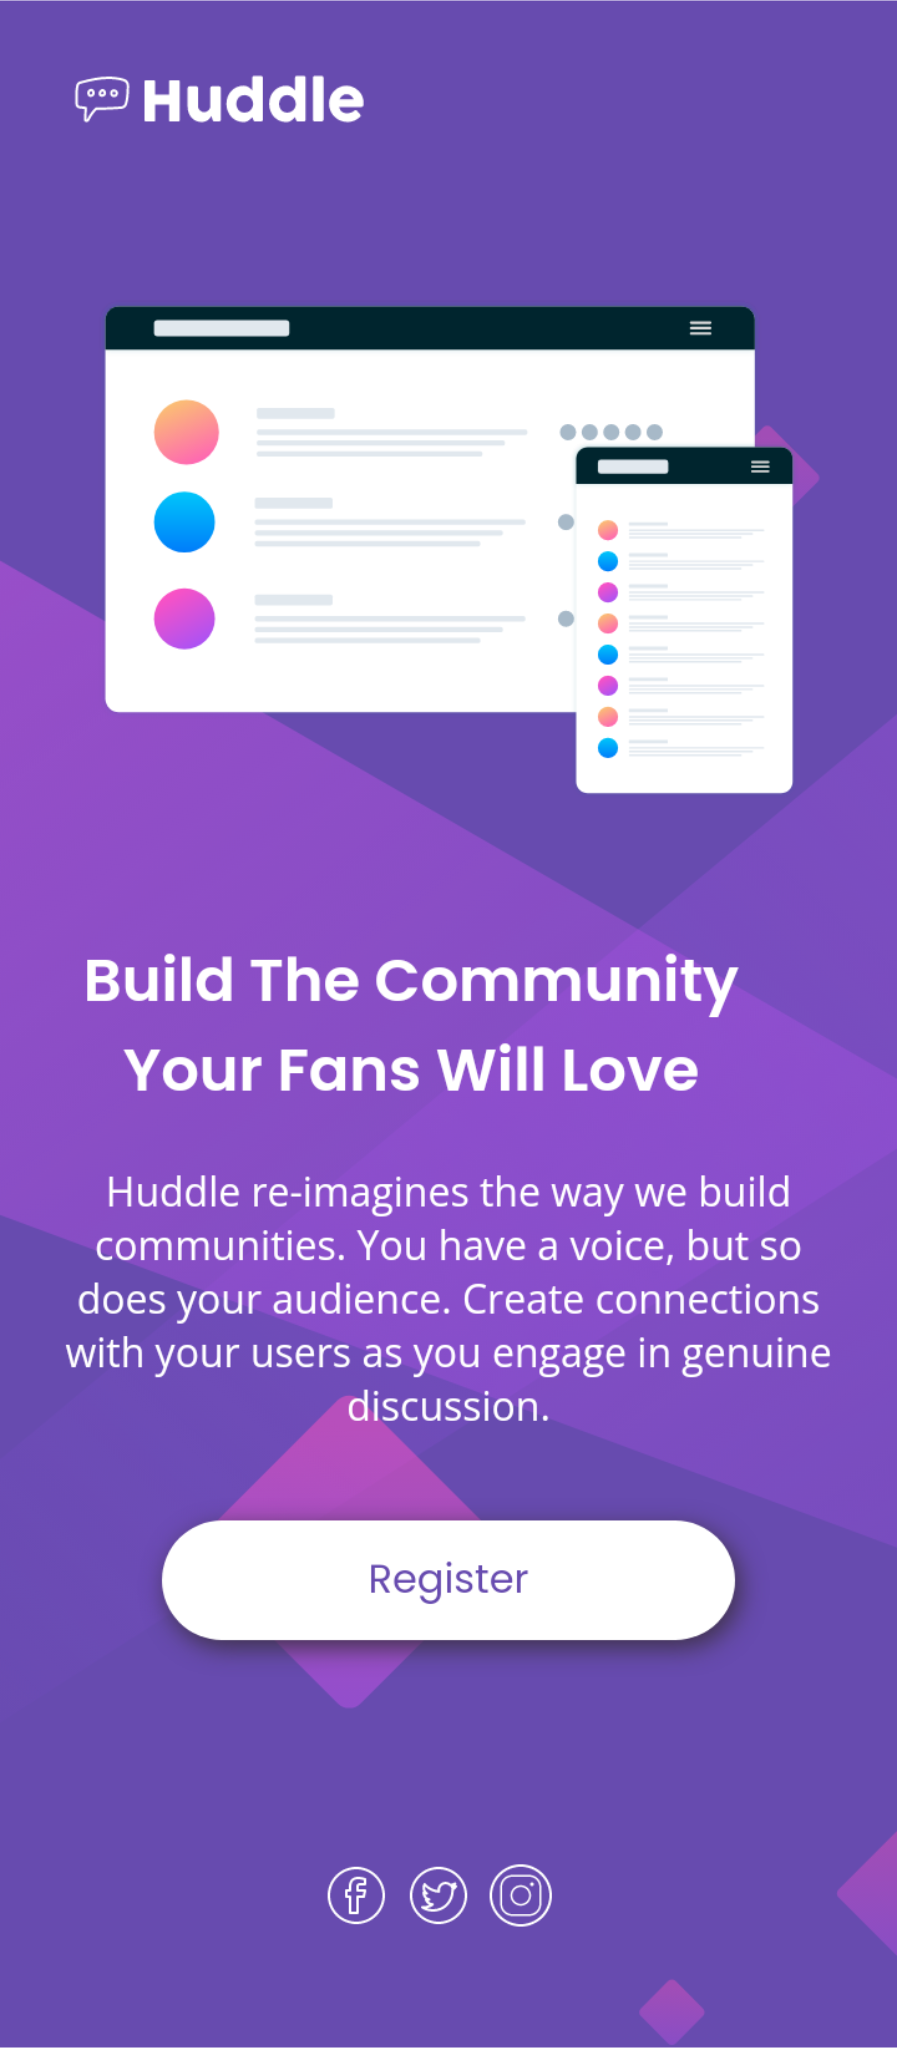 Huddle
Build The Community
Your Fans Will Love
Huddle re-imagines the way we build
communities. You have a voice, but so
does your audience. Create connections
with your users as you engage in genuine
discussion.
Register